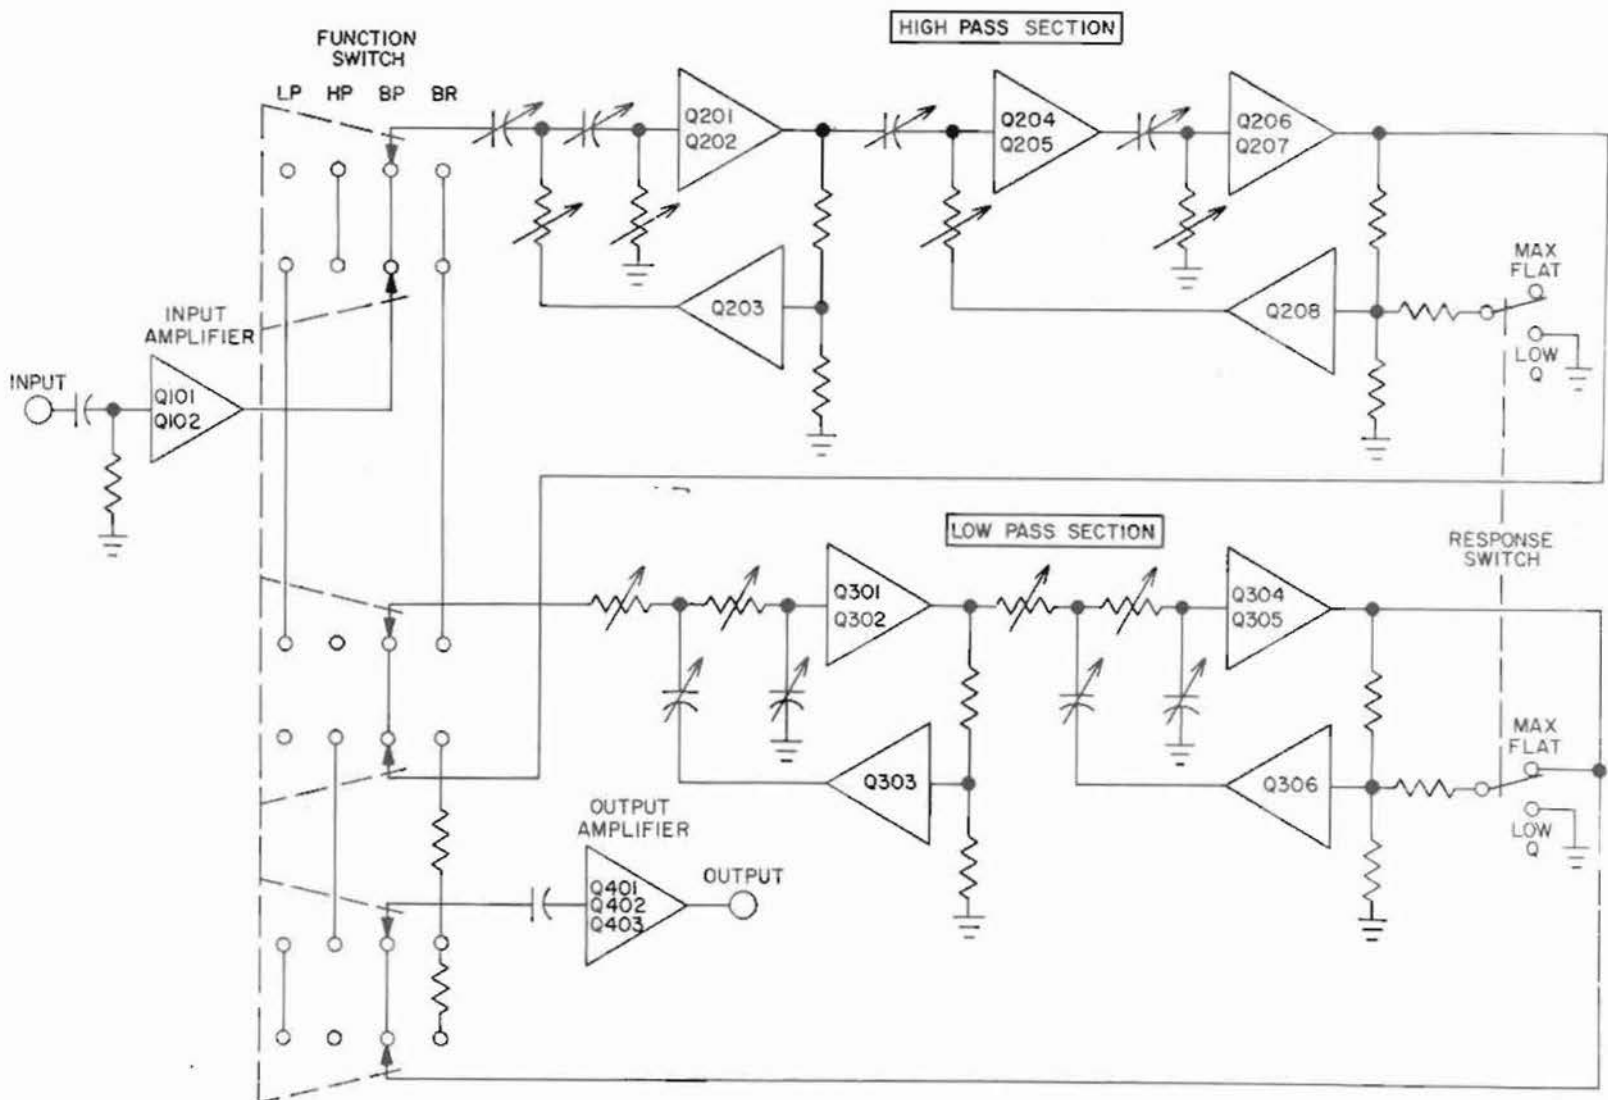 HIGH PASS SECTION
FUNCTION
SWITCH
LP HP BP BR
Q201
Q202
Q204
Q205
Q206
Q207
Q203
Q208
MAX
FLAT
LOW
Q
INPUT
AMPLIFIER
INPUT
Q101
Q102
LOW PASS SECTION
RESPONSE
SWITCH
Q301
Q302
Q304
Q305
Q303
Q306
MAX
FLAT
LOW
Q
OUTPUT
AMPLIFIER
Q401
Q402
Q403
OUTPUT